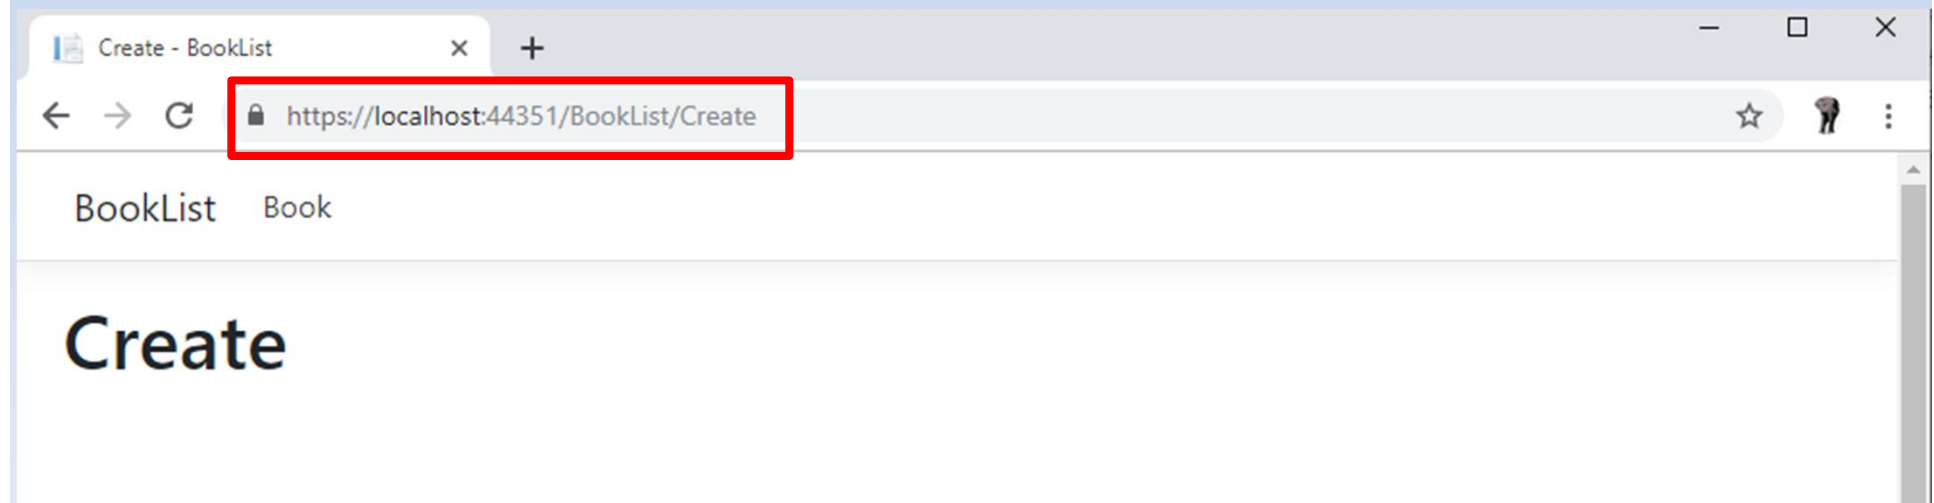 Create - BookList
https://localhost:44351/BookList/Create
BookList Book
Create